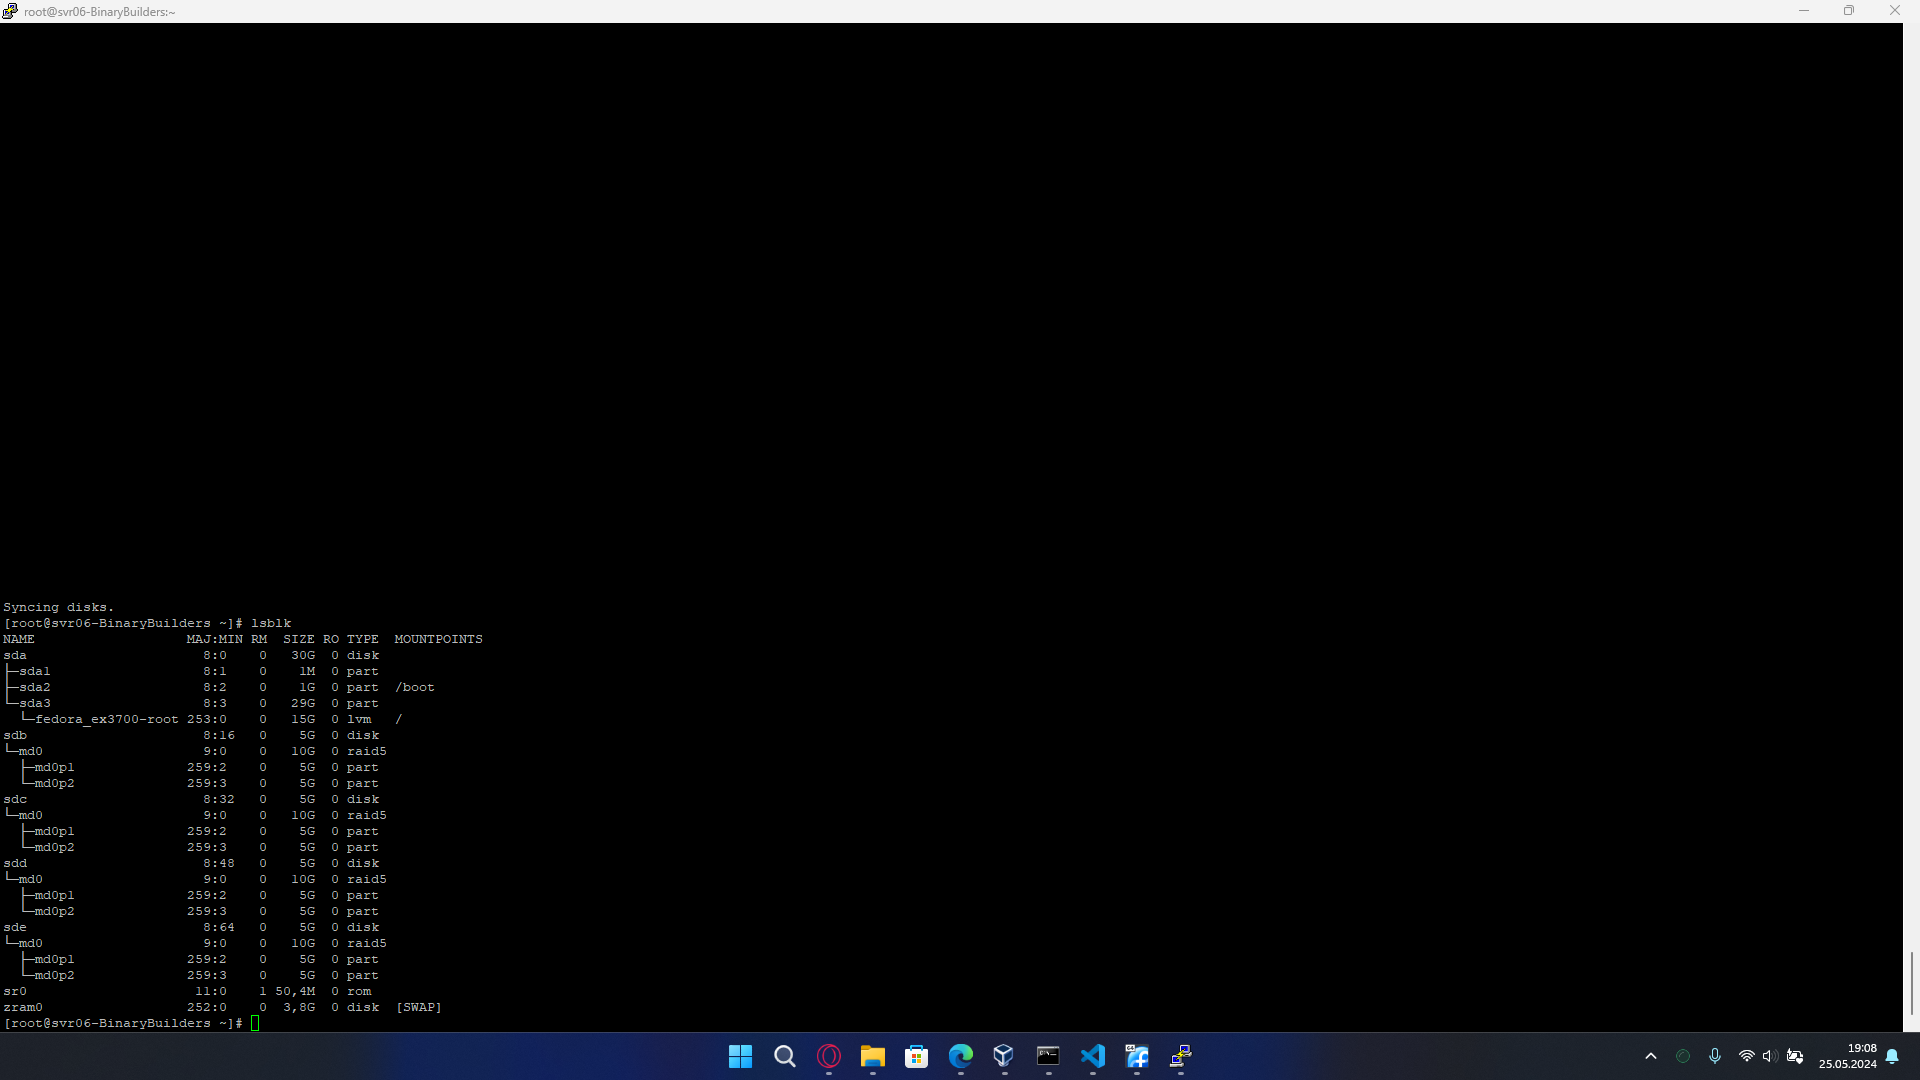 root@svr06-BinaryBuilders:~
Syncing disks.
[root@svr06-BinaryBuilders ~]# lsblk
NAME                   MAJ:MIN RM  SIZE RO TYPE  MOUNTPOINTS
sda                      8:0    0   30G  0 disk
├─sda1                   8:1    0    1M  0 part
├─sda2                   8:2    0    1G  0 part  /boot
└─sda3                   8:3    0   29G  0 part
  └─fedora_ex3700-root 253:0    0   15G  0 lvm   /
sdb                      8:16   0    5G  0 disk
└─md0                    9:0    0   10G  0 raid5
  ├─md0p1              259:2    0    5G  0 part
  └─md0p2              259:3    0    5G  0 part
sdc                      8:32   0    5G  0 disk
└─md0                    9:0    0   10G  0 raid5
  ├─md0p1              259:2    0    5G  0 part
  └─md0p2              259:3    0    5G  0 part
sdd                      8:48   0    5G  0 disk
└─md0                    9:0    0   10G  0 raid5
  ├─md0p1              259:2    0    5G  0 part
  └─md0p2              259:3    0    5G  0 part
sde                      8:64   0    5G  0 disk
└─md0                    9:0    0   10G  0 raid5
  ├─md0p1              259:2    0    5G  0 part
  └─md0p2              259:3    0    5G  0 part
sr0                     11:0    1 50,4M  0 rom
zram0                  252:0    0  3,8G  0 disk  [SWAP]
[root@svr06-BinaryBuilders ~]#
19:08
25.05.2024